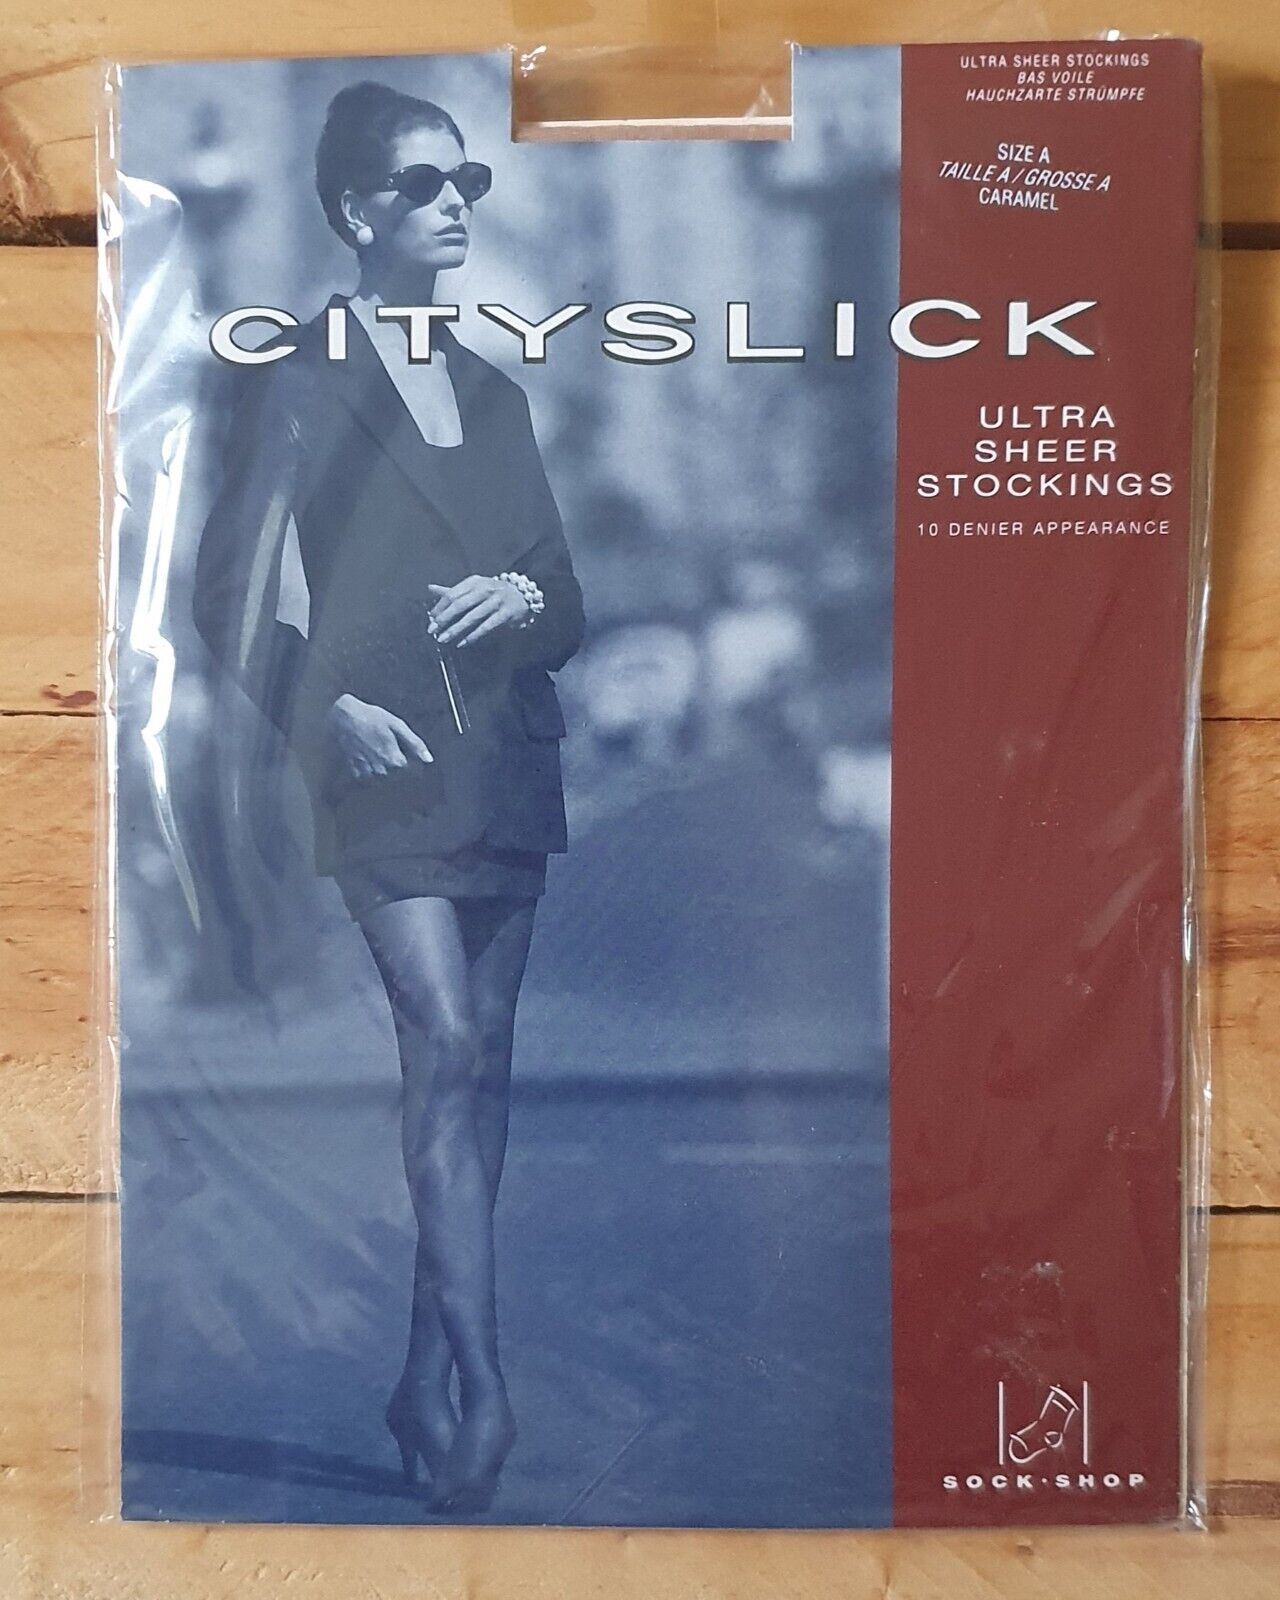 ULTRA SHEER STOCKINGS
BAS VOILE
HAUCHZARTE STRÜMPFE
SIZE A
TAILLE A / GROSSE A
CARAMEL
CITYSLICK
ULTRA
SHEER
STOCKINGS
10 DENIER APPEARANCE
SOCK·SHOP